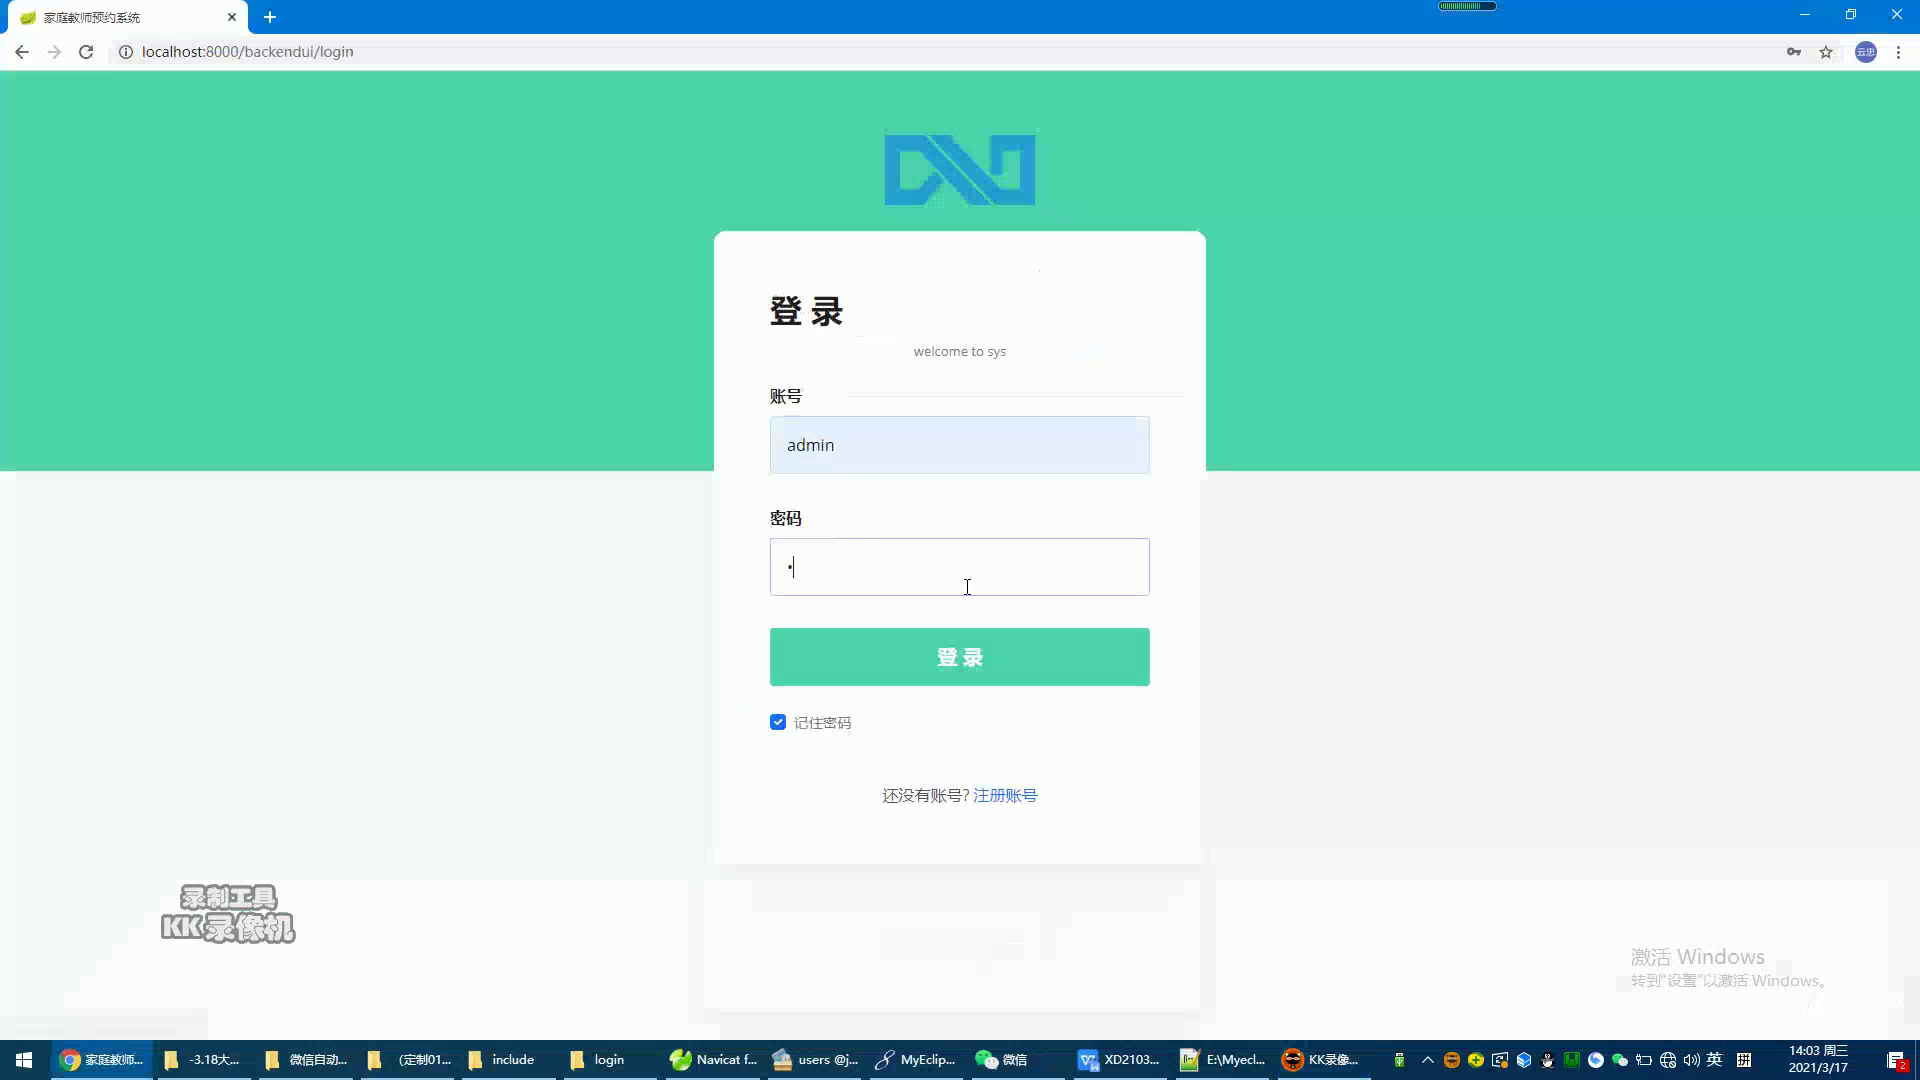 家庭教师预约系统
localhost:8000/backendui/login
云忠
登 录
welcome to sys
账号
admin
密码
登 录
记住密码
还没有账号? 注册账号
录制工具
KK录像机
激活 Windows
转到"设置"以激活 Windows。
家庭教师...
-3.18大...
微信自动...
(定制01...
include
login
Navicat f...
users @j...
MyEclip...
微信
XD2103...
E:\Myecl...
KK录像...
英
拼
14:03 周三
2021/3/17
2